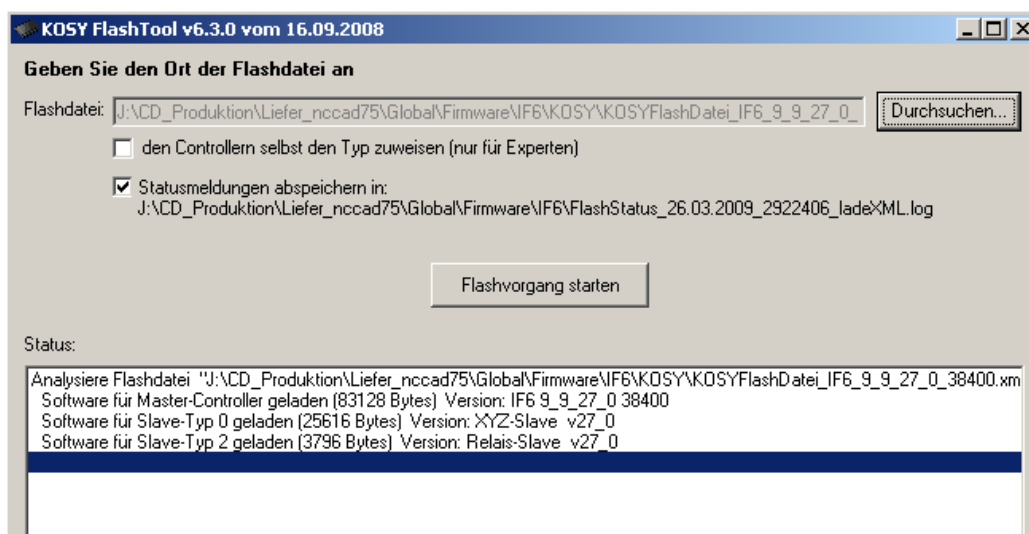 KOSY FlashTool v6.3.0 vom 16.09.2008
Geben Sie den Ort der Flashdatei an
Flashdatei: J:\CD_Produktion\Liefer_nccad75\Global\Firmware\IF6\KOSY\KOSYFlashDatei_IF6_9_9_27_0_ Durchsuchen...
den Controllern selbst den Typ zuweisen (nur für Experten)
Statusmeldungen abspeichern in:
J:\CD_Produktion\Liefer_nccad75\Global\Firmware\IF6\FlashStatus_26.03.2009_2922406_ladeXML.log
Flashvorgang starten
Status:
Analysiere Flashdatei "J:\CD_Produktion\Liefer_nccad75\Global\Firmware\IF6\KOSY\KOSYFlashDatei_IF6_9_9_27_0_38400.xm
Software für Master-Controller geladen (83128 Bytes) Version: IF6 9_9_27_0 38400
Software für Slave-Typ 0 geladen (25616 Bytes) Version: XYZ-Slave v27_0
Software für Slave-Typ 2 geladen (3796 Bytes) Version: Relais-Slave v27_0